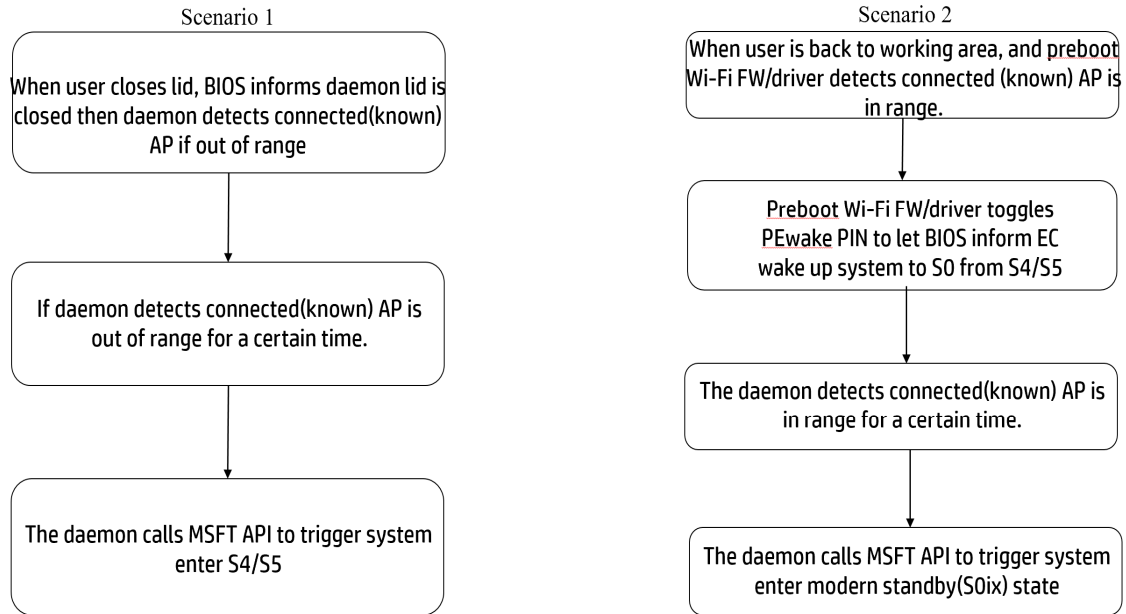 Scenario 1
When user closes lid, BIOS informs daemon lid is
closed then daemon detects connected(known)
AP if out of range
If daemon detects connected(known) AP is
out of range for a certain time.
The daemon calls MSFT API to trigger system
enter S4/S5
Scenario 2
When user is back to working area, and preboot
Wi-Fi FW/driver detects connected (known) AP is
in range.
Preboot Wi-Fi FW/driver toggles
PEwake PIN to let BIOS inform EC
wake up system to S0 from S4/S5
The daemon detects connected(known) AP is
in range for a certain time.
The daemon calls MSFT API to trigger system
enter modern standby(S0ix) state